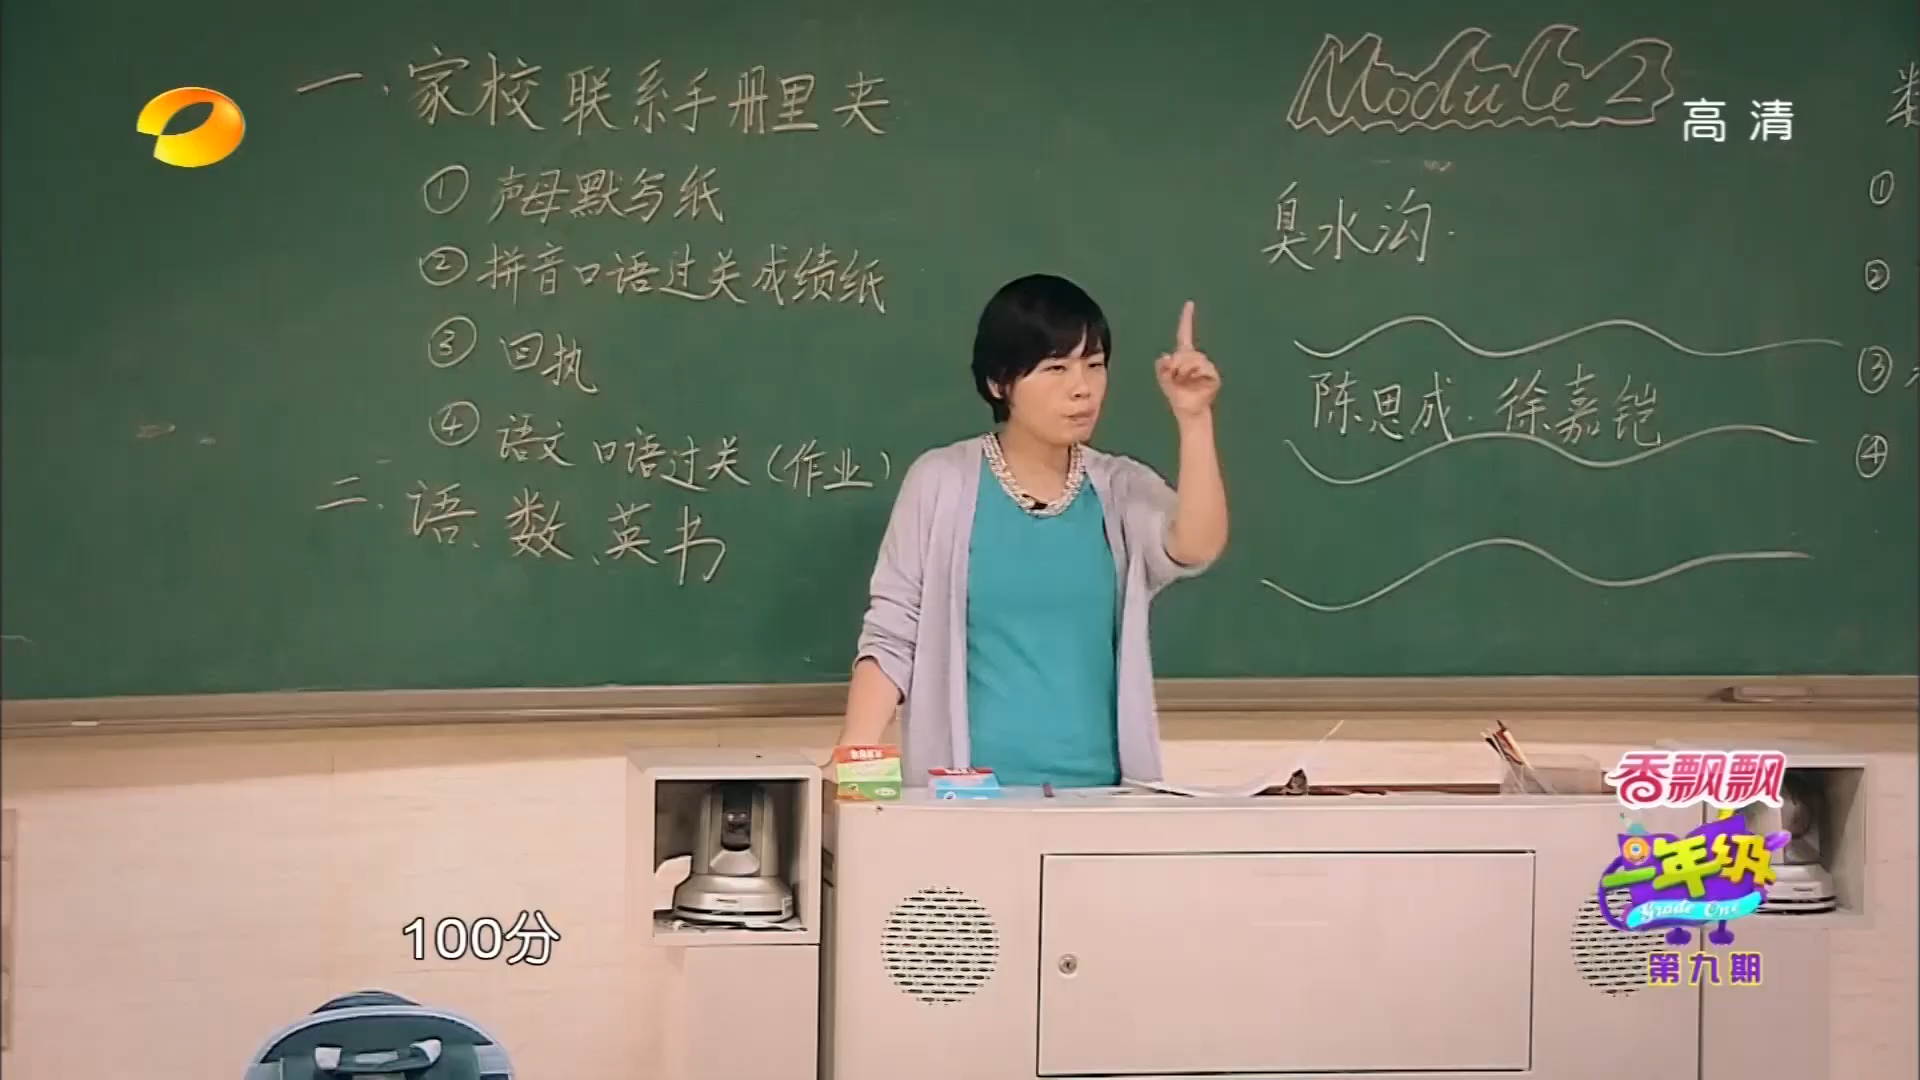 一、家校联系手册里夹
① 声母默写纸
② 拼音口语过关成绩纸
③ 回执
④ 语文口语过关(作业)
二、语、数、英书
Module 2
高清
臭水沟.
陈思成. 徐嘉铠
数
①
②
③
④
100分
香飘飘
一年级
Grade One
第九期